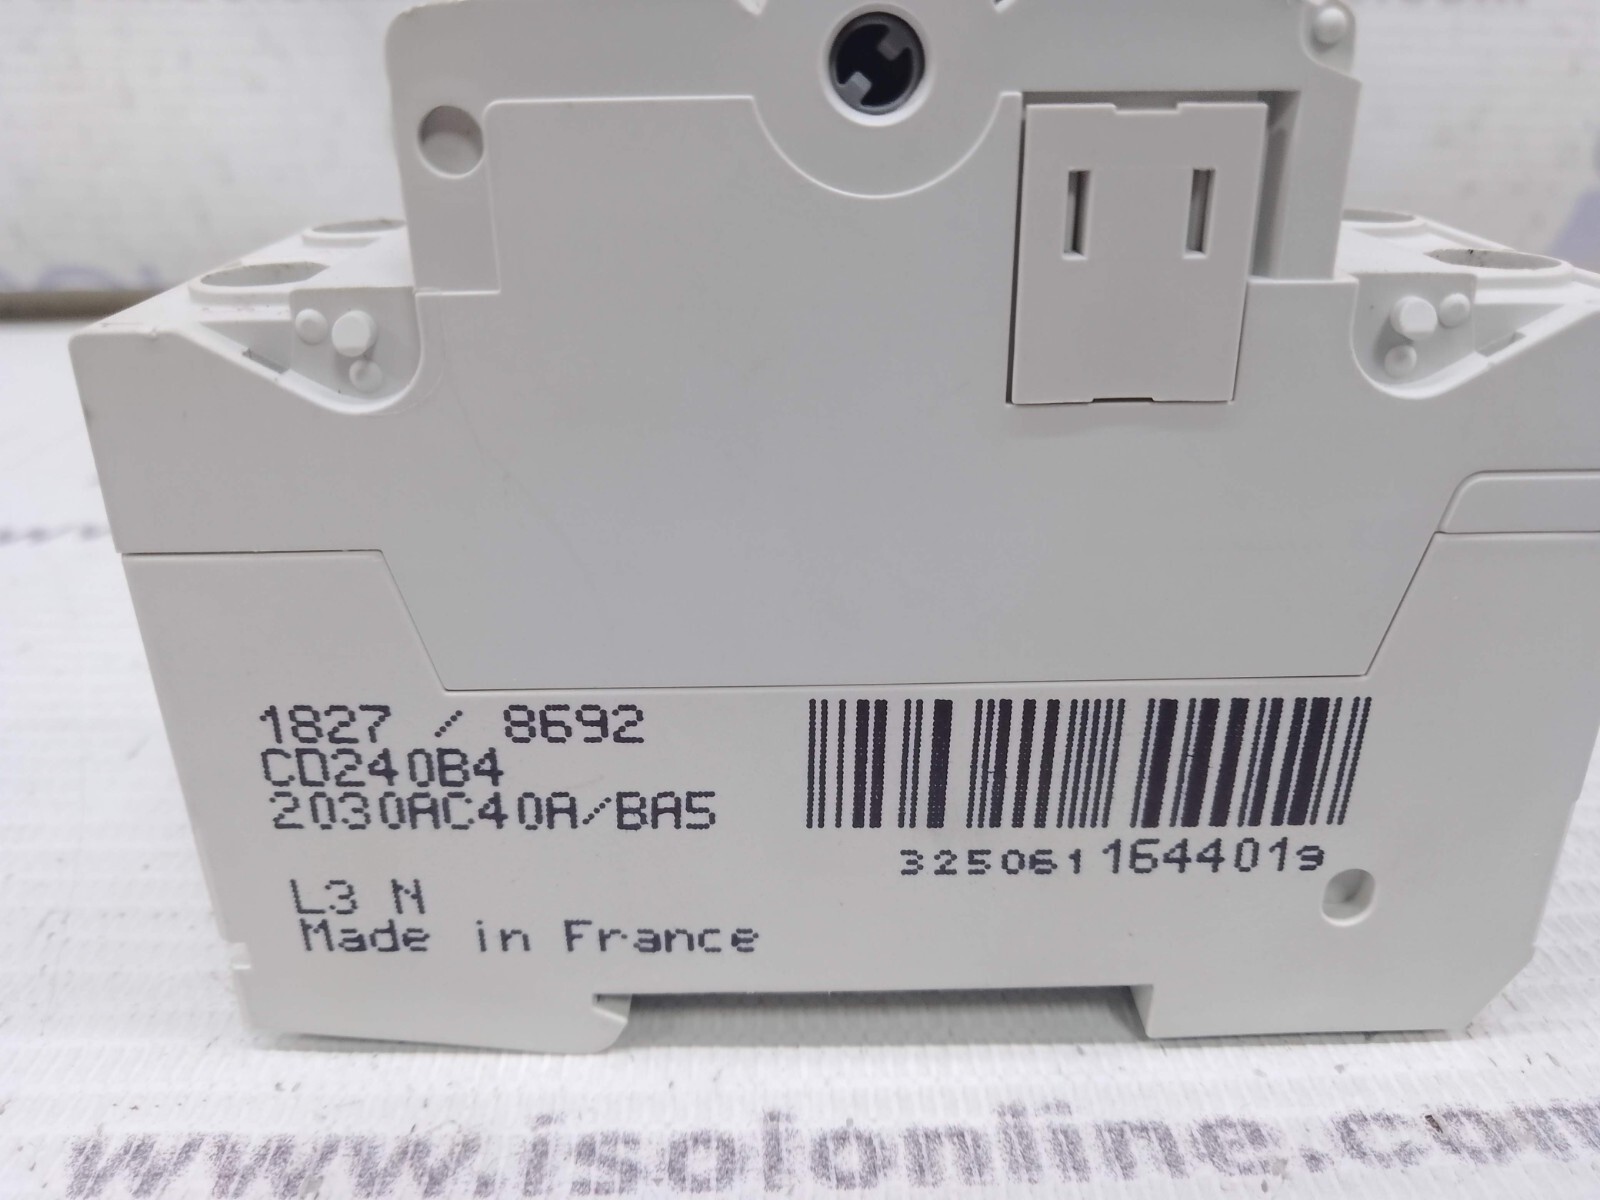 1827 / 8692
CD240B4
2030AC40A/BA5
3250611644019
L3 N
Made in France
www.isolonline.com